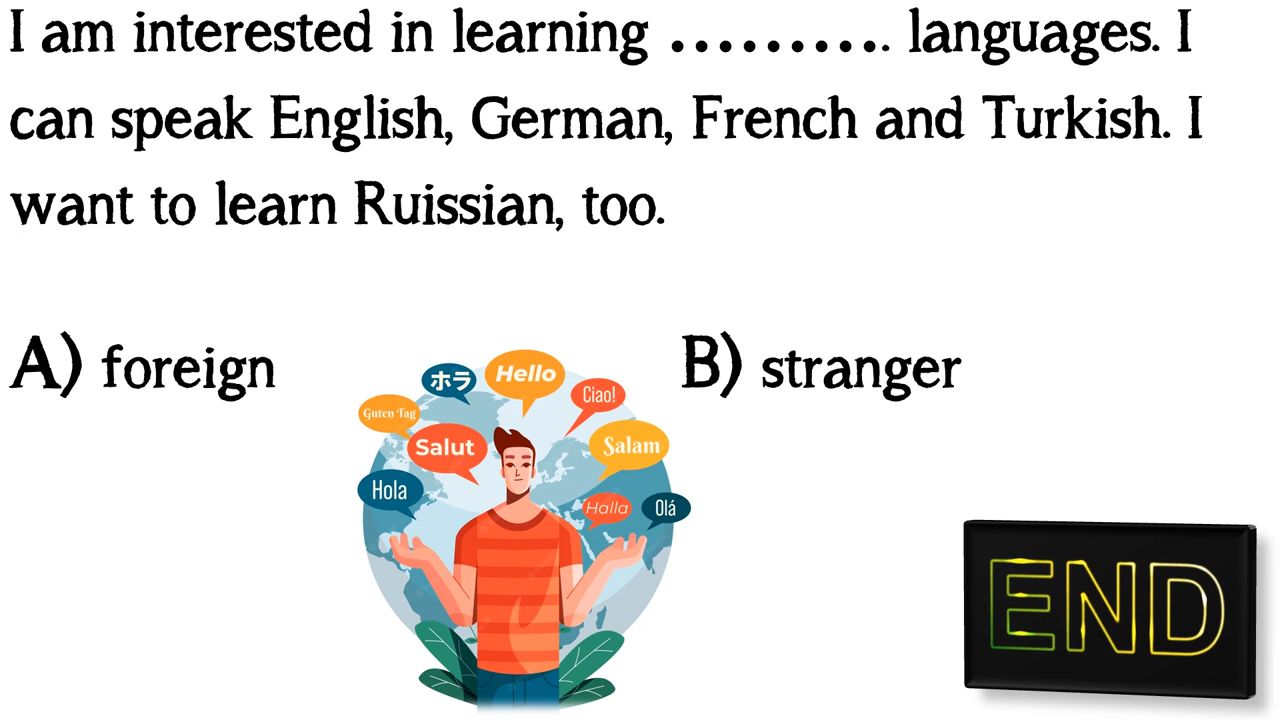 I am interested in learning ………. languages. I
can speak English, German, French and Turkish. I
want to learn Ruissian, too.
A) foreign
B) stranger
ホラ
Hello
Ciao!
Guten Tag
Salut
Salam
Hola
Halla
Olá
END